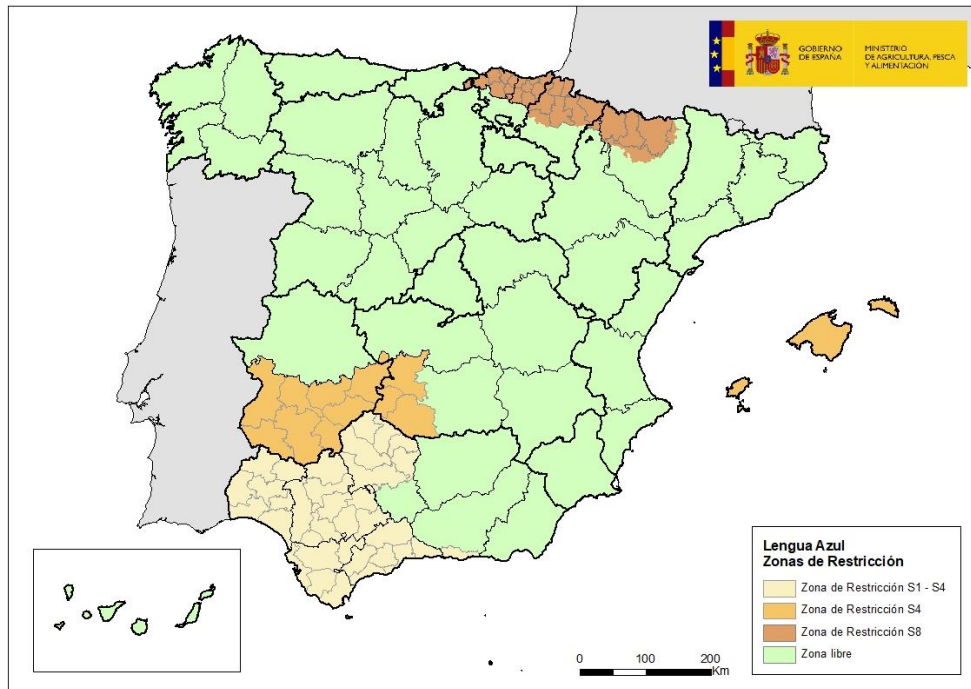 GOBIERNO
DE ESPAÑA
MINISTERIO
DE AGRICULTURA, PESCA
Y ALIMENTACIÓN
Lengua Azul
Zonas de Restricción
Zona de Restricción S1 - S4
Zona de Restricción S4
Zona de Restricción S8
Zona libre
0 100 200
Km